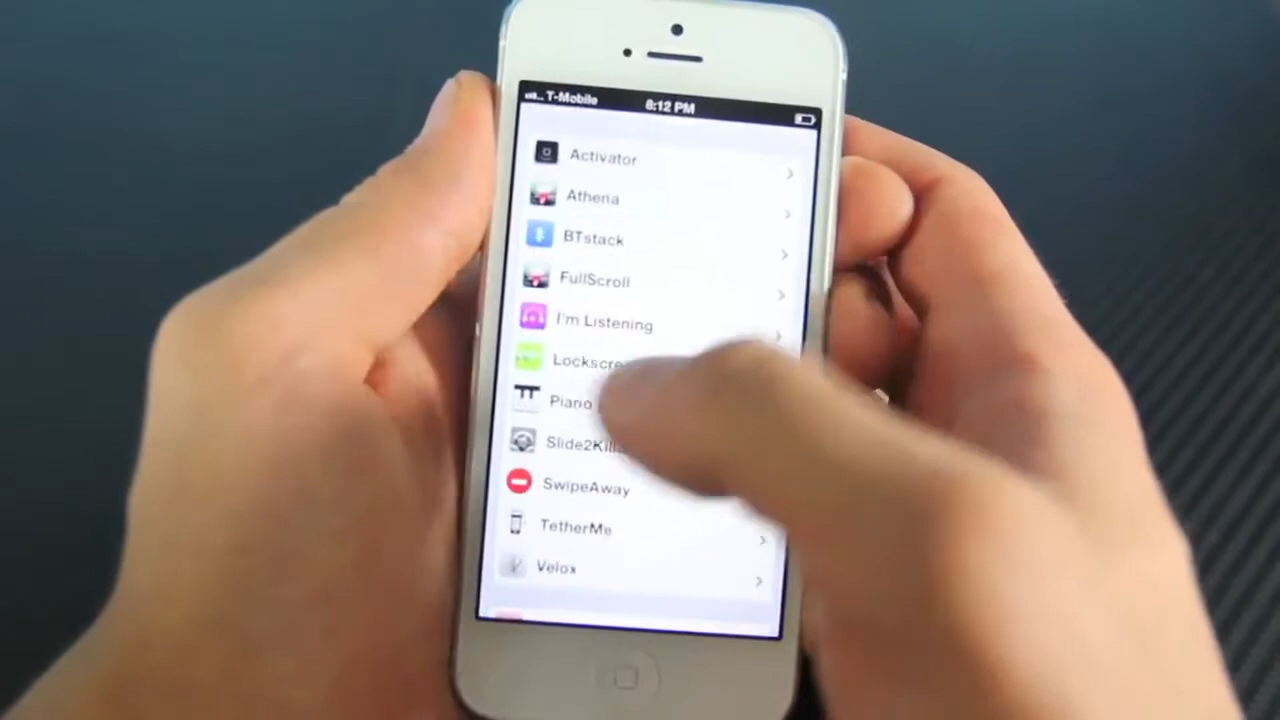 T-Mobile 8:12 PM
Activator
Athena
BTstack
FullScroll
I'm Listening
Piano
SwipeAway
TetherMe
Velox